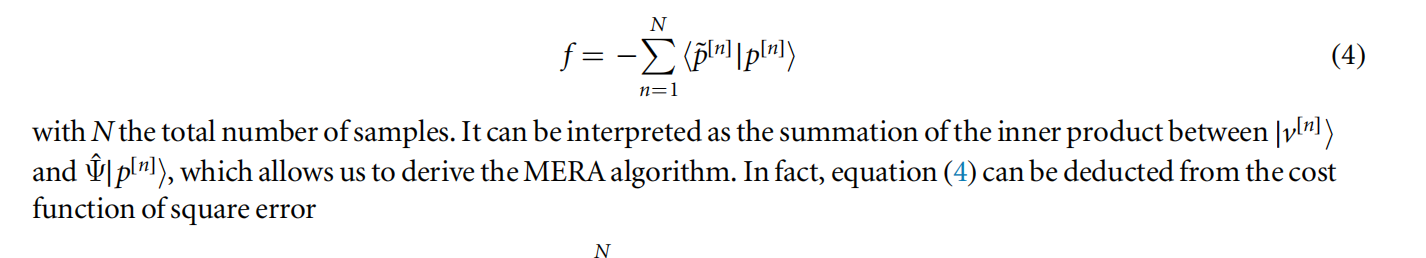 N
f = −∑⟨p̃[n]|p[n]⟩ (4)
n=1
with N the total number of samples. It can be interpreted as the summation of the inner product between |v[n]⟩
and Ψ̂|p[n]⟩, which allows us to derive the MERA algorithm. In fact, equation (4) can be deducted from the cost
function of square error
N